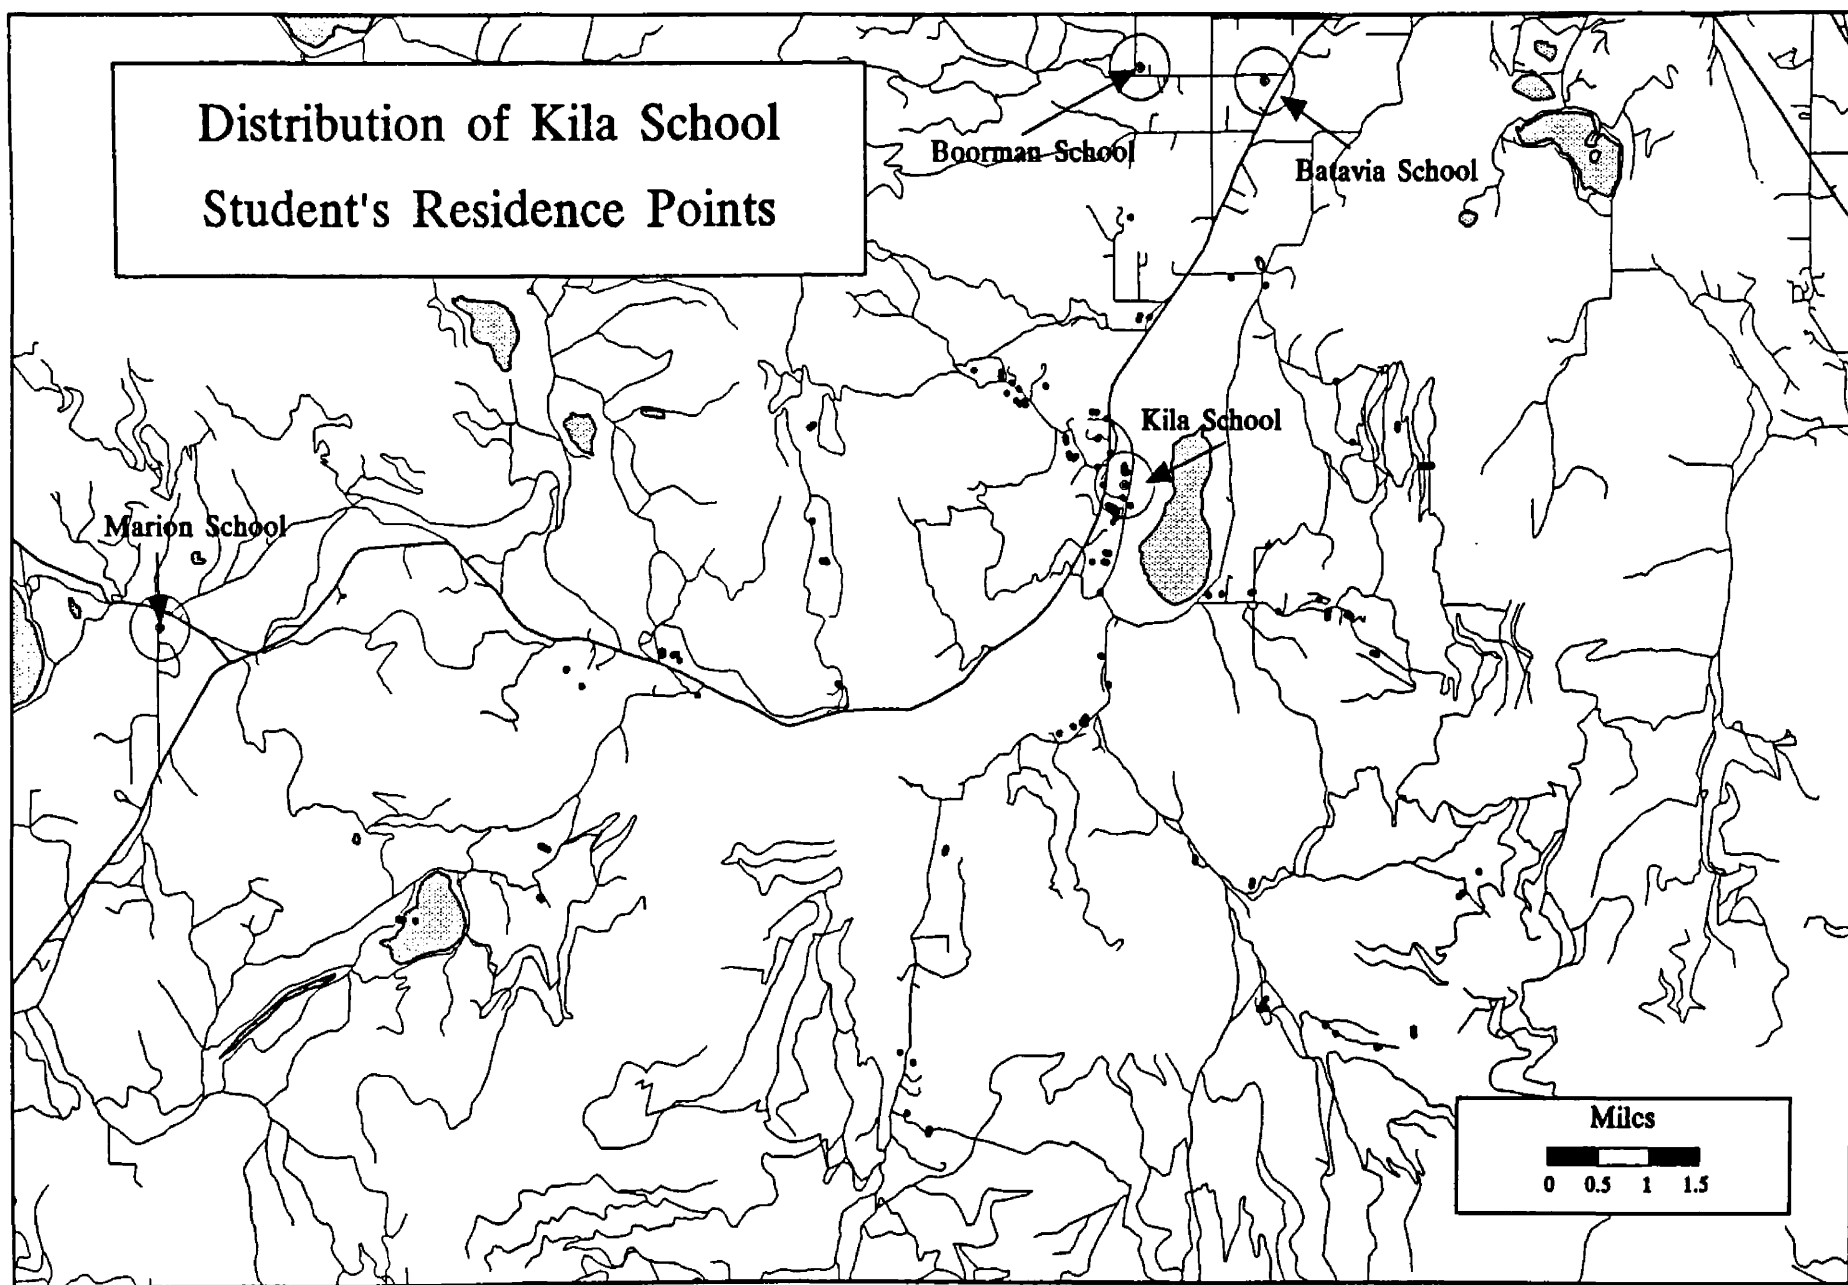 Distribution of Kila School
Student's Residence Points
Boorman School
Batavia School
Kila School
Marion School
Miles
0 0.5 1 1.5